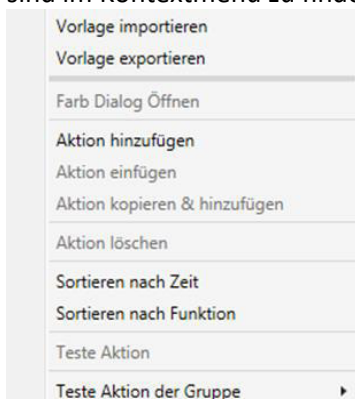 Vorlage importieren
Vorlage exportieren
Farb Dialog Öffnen
Aktion hinzufügen
Aktion einfügen
Aktion kopieren & hinzufügen
Aktion löschen
Sortieren nach Zeit
Sortieren nach Funktion
Teste Aktion
Teste Aktion der Gruppe